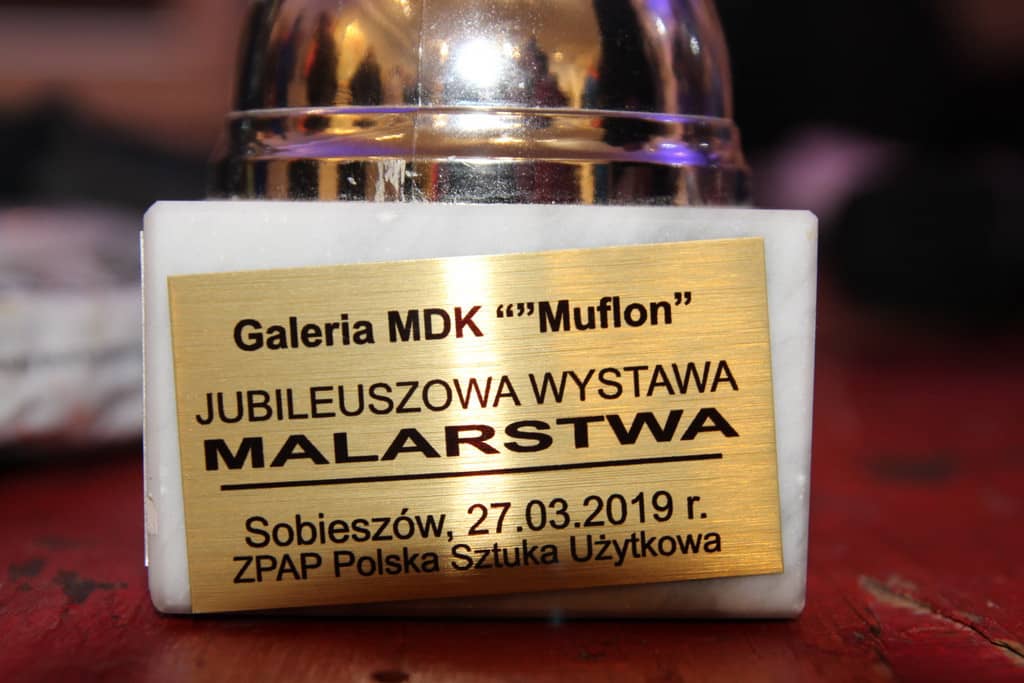 Galeria MDK “”Muflon”
JUBILEUSZOWA WYSTAWA
MALARSTWA
Sobieszów, 27.03.2019 r.
ZPAP Polska Sztuka Użytkowa